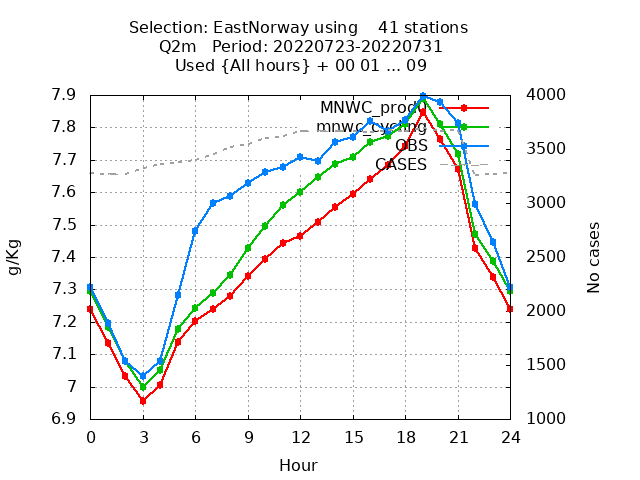 Selection: EastNorway using    41 stations
Q2m   Period: 20220723-20220731
Used {All hours} + 00 01 ... 09
7.9
7.8
7.7
7.6
7.5
7.4
7.3
7.2
7.1
7
6.9
4000
3500
3000
2500
2000
1500
1000
MNWC_prod
mnwc_cycling
OBS
CASES
g/Kg
No cases
0 3 6 9 12 15 18 21 24
Hour